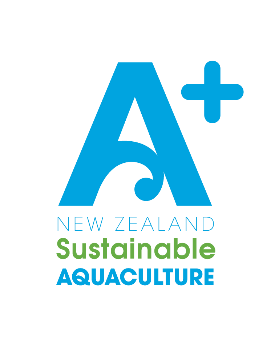 A+
NEW ZEALAND
Sustainable
AQUACULTURE